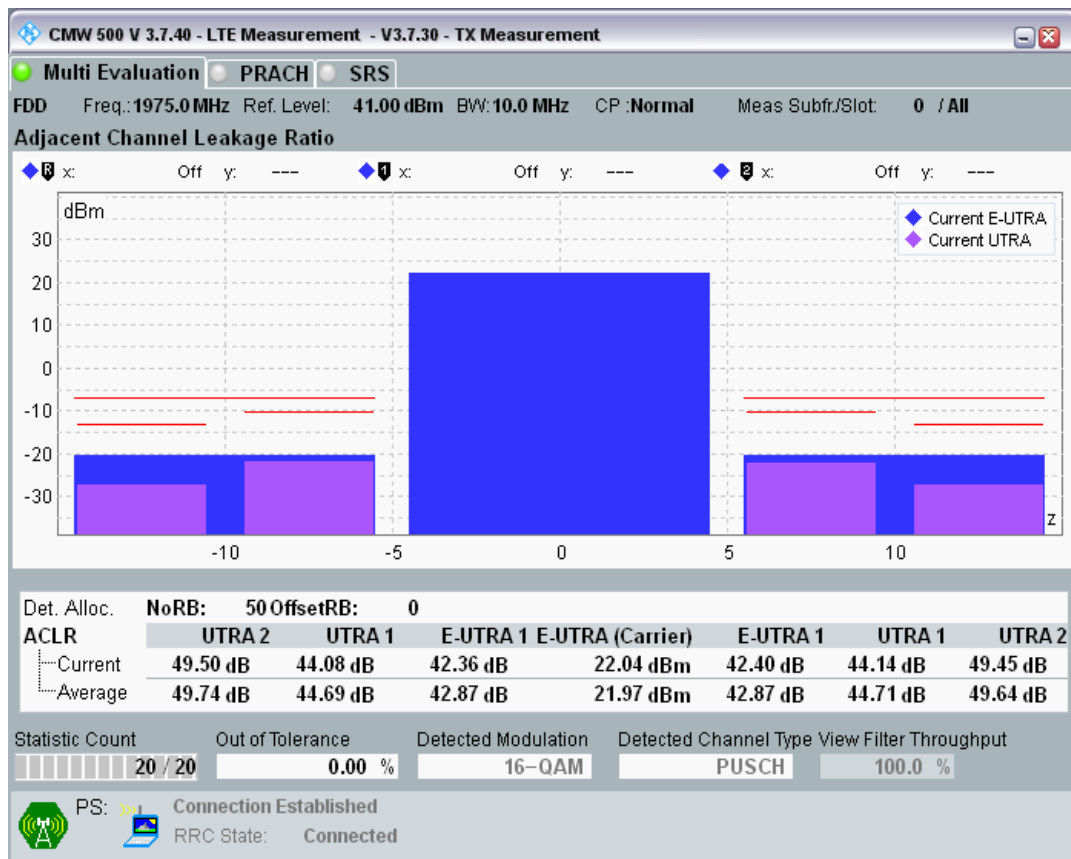 CMW 500 V 3.7.40 - LTE Measurement - V3.7.30 - TX Measurement
Multi Evaluation PRACH SRS
FDD Freq.: 1975.0 MHz Ref. Level: 41.00 dBm BW: 10.0 MHz CP : Normal Meas Subfr./Slot: 0 / All
Adjacent Channel Leakage Ratio
R x: Off y: --- 1 x: Off y: --- 2 x: Off y: ---
dBm
Current E-UTRA
Current UTRA
30
20
10
0
-10
-20
-30
z
-10 -5 0 5 10
Det. Alloc. NoRB: 50 OffsetRB: 0
ACLR UTRA 2 UTRA 1 E-UTRA 1 E-UTRA (Carrier) E-UTRA 1 UTRA 1 UTRA 2
Current 49.50 dB 44.08 dB 42.36 dB 22.04 dBm 42.40 dB 44.14 dB 49.45 dB
Average 49.74 dB 44.69 dB 42.87 dB 21.97 dBm 42.87 dB 44.71 dB 49.64 dB
Statistic Count Out of Tolerance Detected Modulation Detected Channel Type View Filter Throughput
20 / 20 0.00 % 16-QAM PUSCH 100.0 %
PS: Connection Established
RRC State: Connected